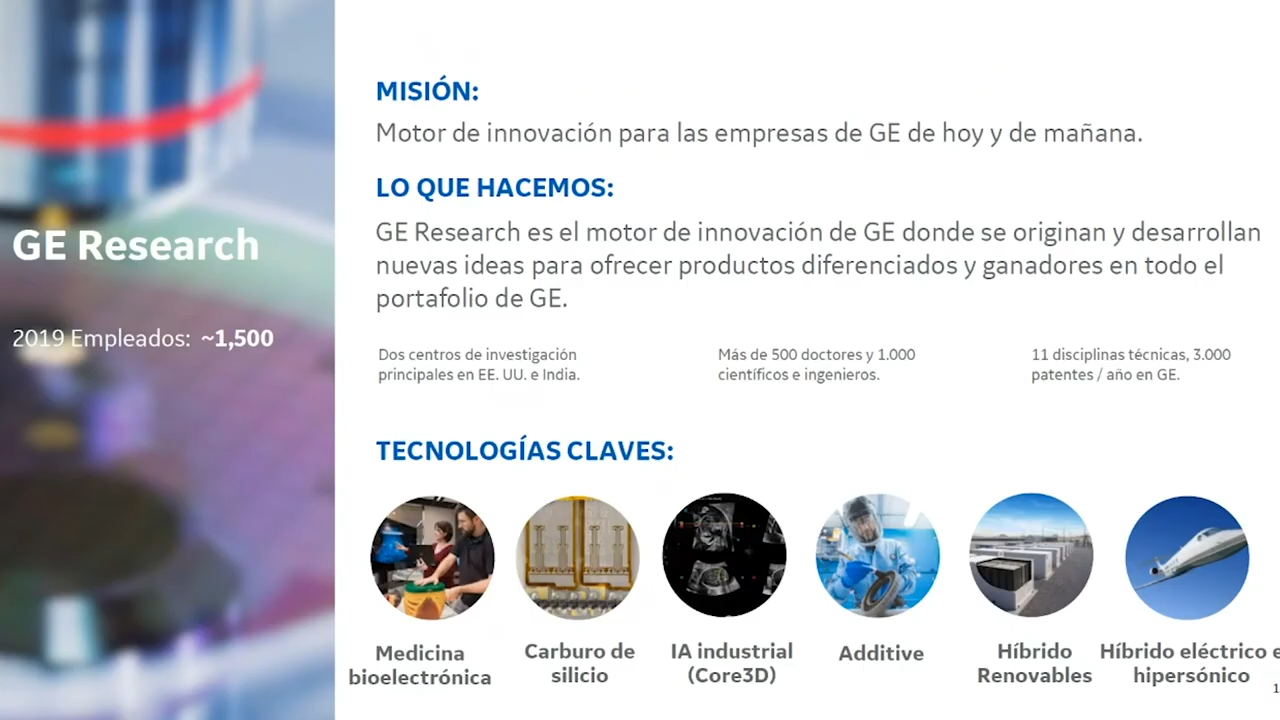 GE Research
2019 Empleados: ~1,500
MISIÓN:
Motor de innovación para las empresas de GE de hoy y de mañana.
LO QUE HACEMOS:
GE Research es el motor de innovación de GE donde se originan y desarrollan
nuevas ideas para ofrecer productos diferenciados y ganadores en todo el
portafolio de GE.
Dos centros de investigación
principales en EE. UU. e India.
Más de 500 doctores y 1.000
científicos e ingenieros.
11 disciplinas técnicas, 3.000
patentes / año en GE.
TECNOLOGÍAS CLAVES:
Medicina
bioelectrónica
Carburo de
silicio
IA industrial
(Core3D)
Additive
Híbrido
Renovables
Híbrido eléctrico e
hipersónico
1